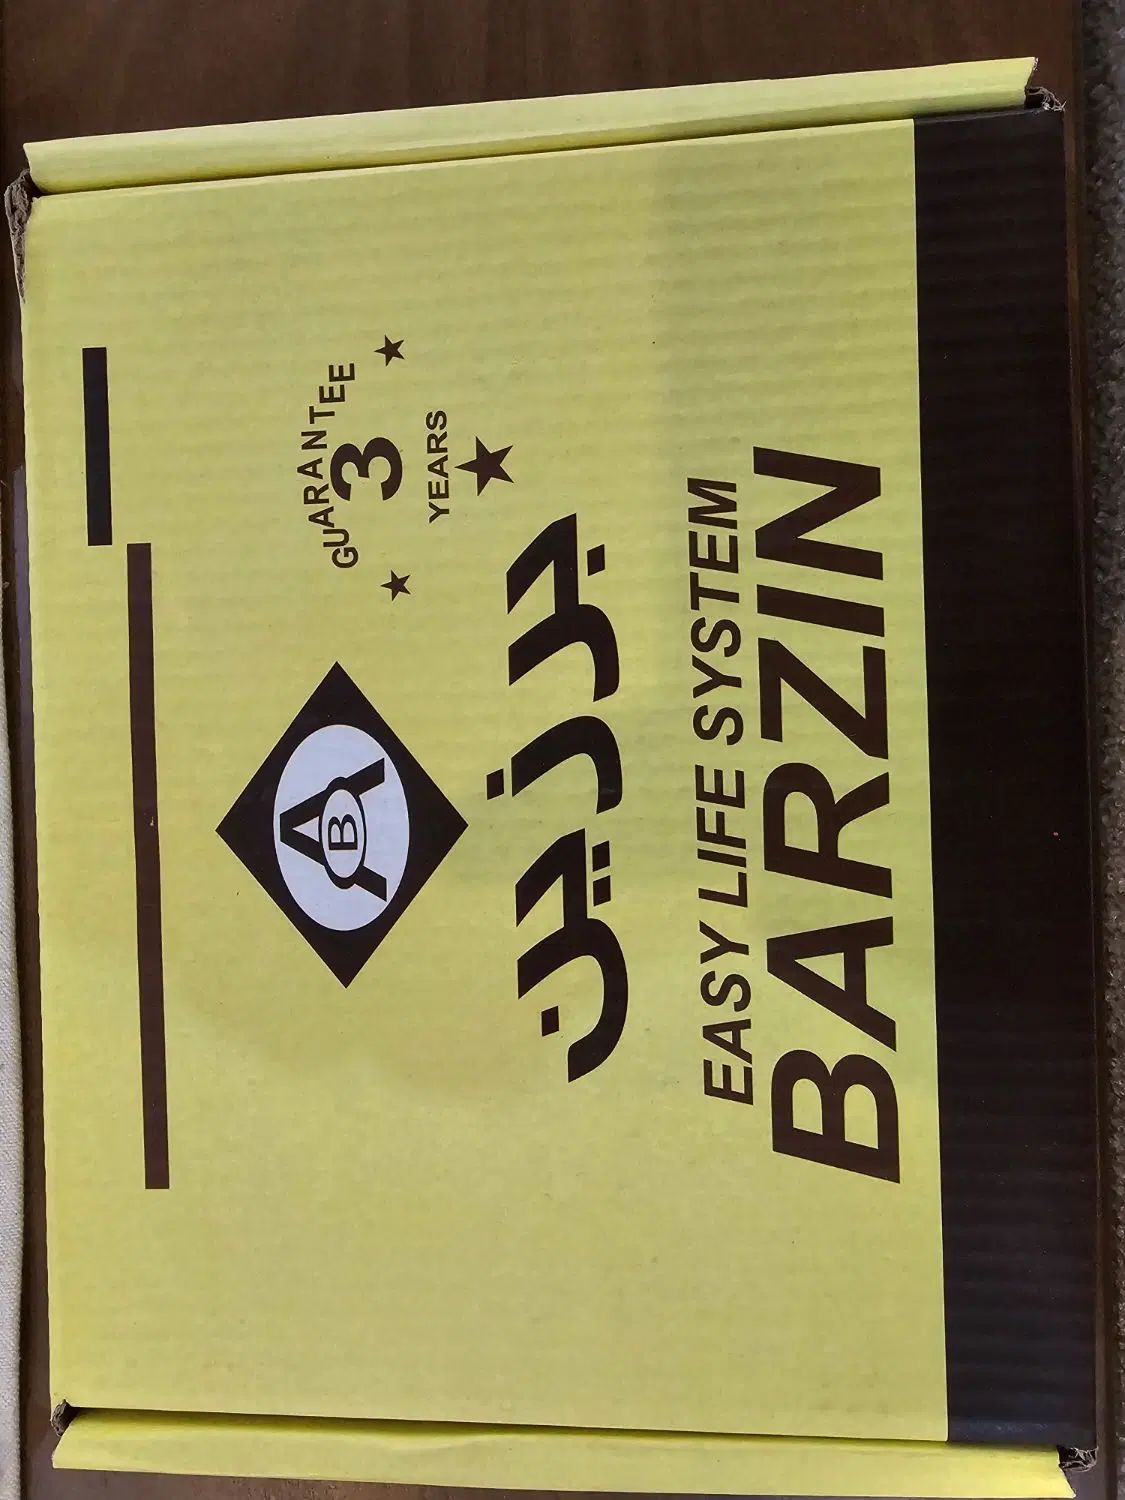 GUARANTEE
3
YEARS
A
B
برزین
EASY LIFE SYSTEM
BARZIN